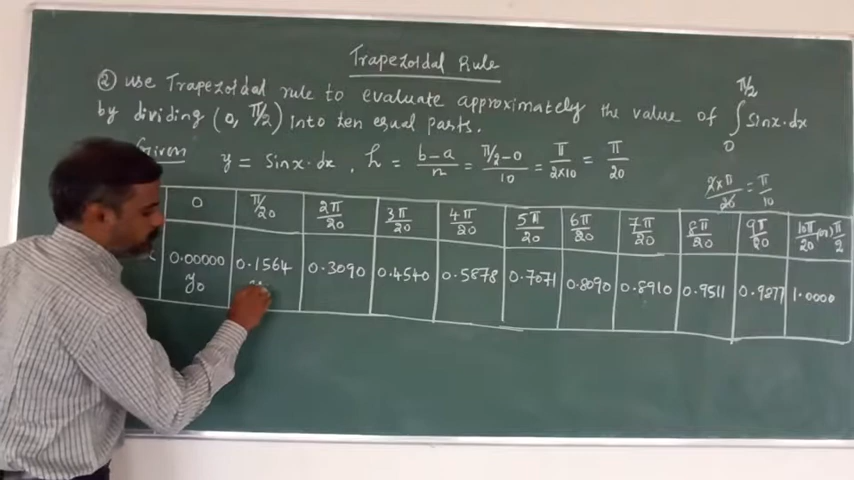 Trapezoidal Rule
② use Trapezoidal rule to evaluate approximately the value of ∫₀^{π/2} Sinx·dx
by dividing (0, π/2) into ten equal parts.
Given y = Sinx·dx, h = b-a/n = π/2-0/10 = π/2×10 = π/20
2×π/20 = π/10
0 π/20 2π/20 3π/20 4π/20 5π/20 6π/20 7π/20 8π/20 9π/20 10π/20 (or) π/2
0.00000 0.1564 0.3090 0.4540 0.5878 0.7071 0.8090 0.8910 0.9511 0.9877 1.0000
y₀